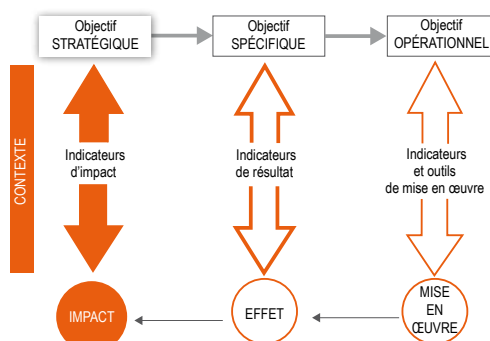 Objectif
STRATÉGIQUE
Objectif
SPÉCIFIQUE
Objectif
OPÉRATIONNEL
CONTEXTE
Indicateurs
d'impact
Indicateurs
de résultat
Indicateurs
et outils
de mise en œuvre
IMPACT
EFFET
MISE
EN
ŒUVRE